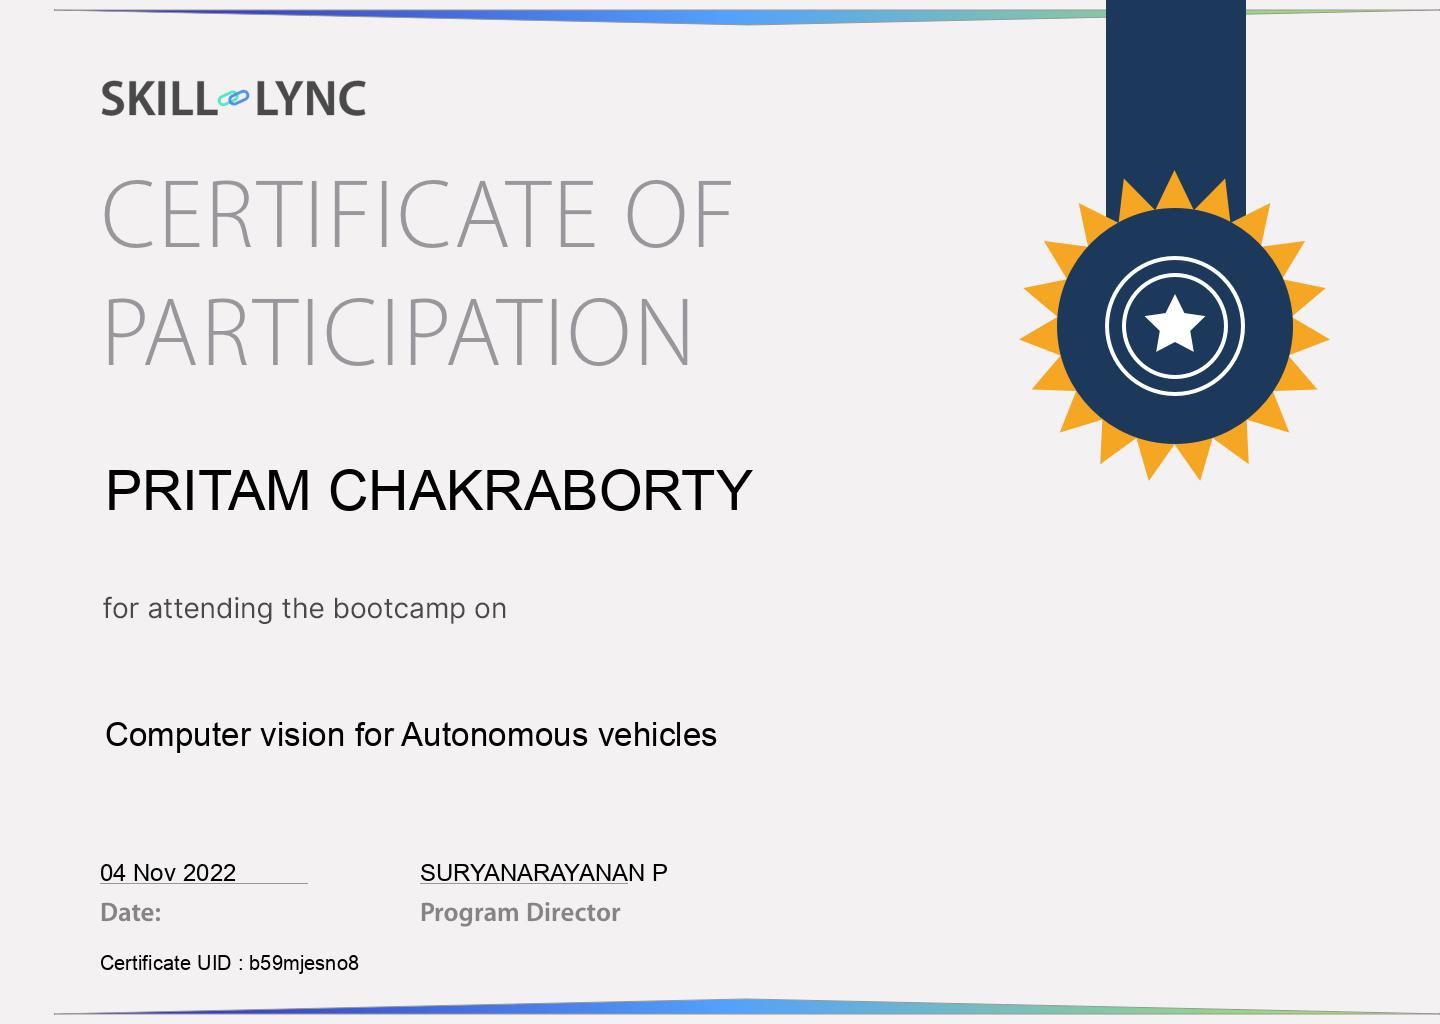 SKILL LYNC
CERTIFICATE OF
PARTICIPATION
PRITAM CHAKRABORTY
for attending the bootcamp on
Computer vision for Autonomous vehicles
04 Nov 2022 SURYANARAYANAN P
Date: Program Director
Certificate UID : b59mjesno8